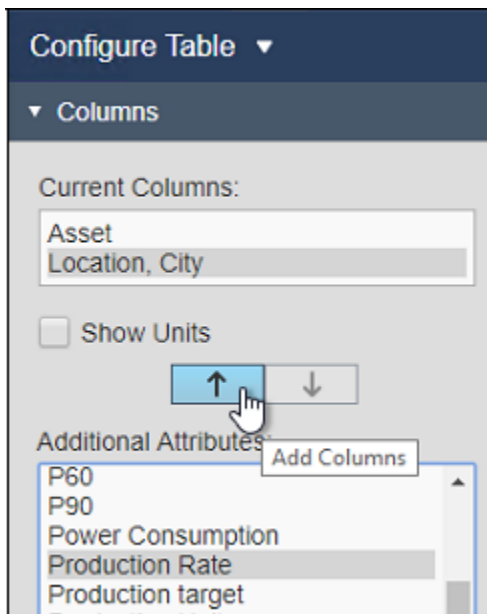 Configure Table
Columns
Current Columns:
Asset
Location, City
Show Units
Additional Attributes:
Add Columns
P60
P90
Power Consumption
Production Rate
Production target